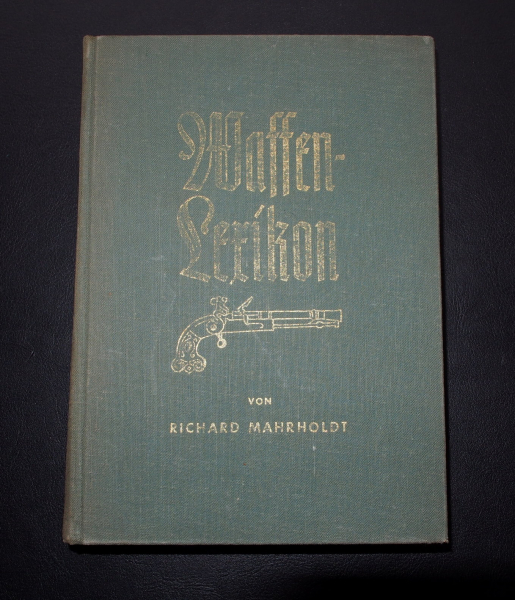 Waffen-
Lexikon
VON
RICHARD MAHRHOLDT